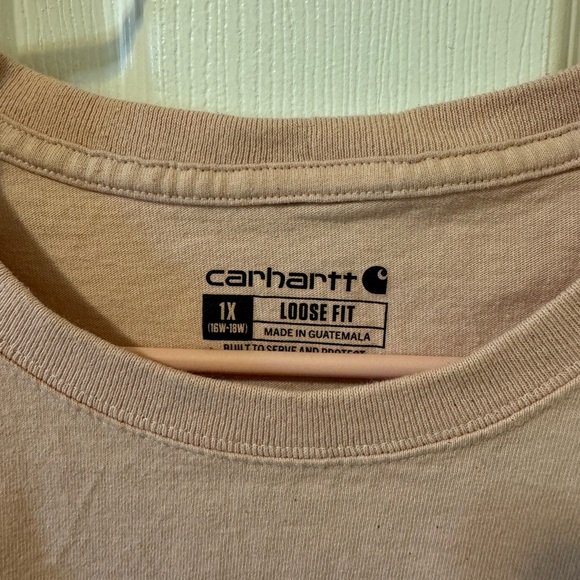 carhartt
1X
(16W-18W)
LOOSE FIT
MADE IN GUATEMALA
BUILT TO SERVE AND PROTECT